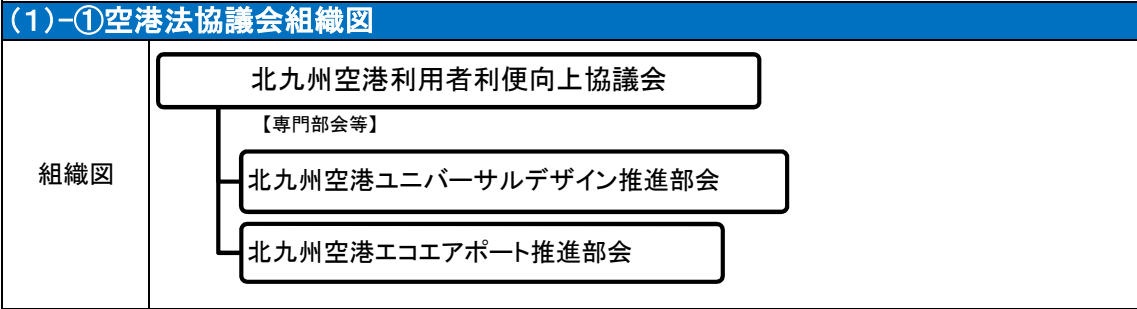 (1)-①空港法協議会組織図
組織図
北九州空港利用者利便向上協議会
【専門部会等】
北九州空港ユニバーサルデザイン推進部会
北九州空港エコエアポート推進部会